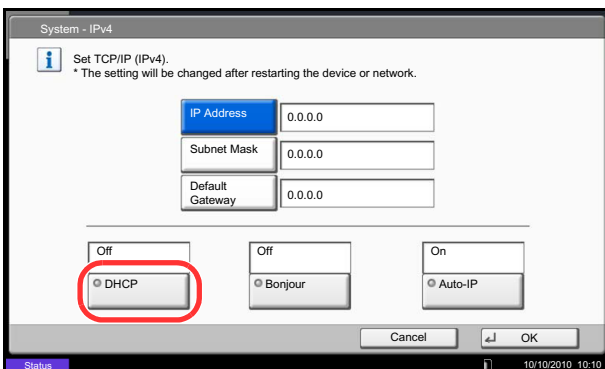 System - IPv4
Set TCP/IP (IPv4).
* The setting will be changed after restarting the device or network.
IP Address
0.0.0.0
Subnet Mask
0.0.0.0
Default
Gateway
0.0.0.0
Off
Off
On
DHCP
Bonjour
Auto-IP
Cancel
OK
Status
10/10/2010 10:10